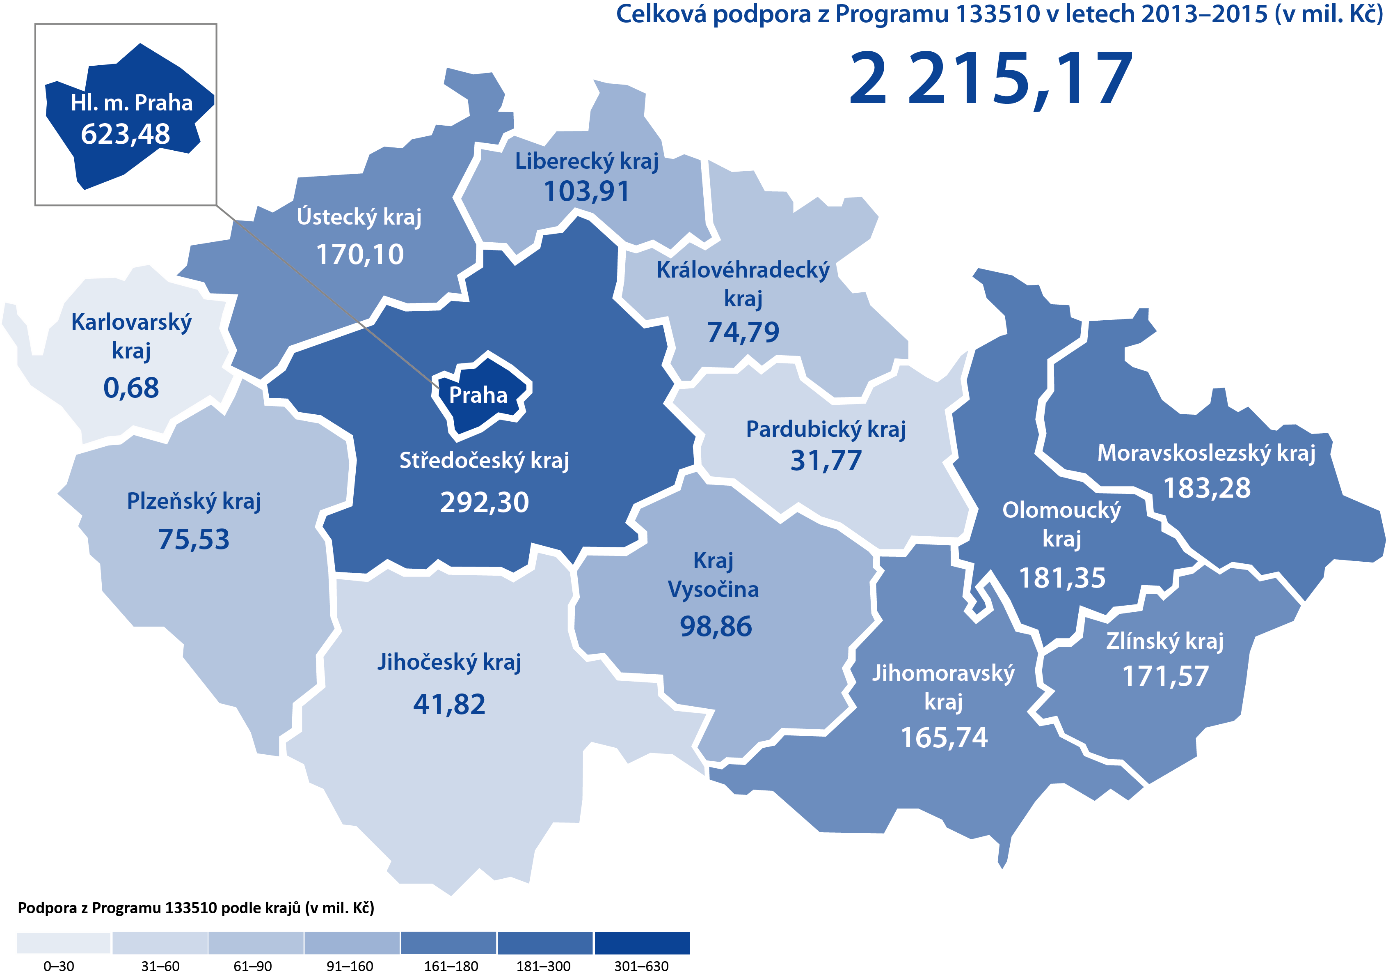 Celková podpora z Programu 133510 v letech 2013–2015 (v mil. Kč)
2 215,17
Hl. m. Praha
623,48
Liberecký kraj
103,91
Ústecký kraj
170,10
Královéhradecký
kraj
74,79
Karlovarský
kraj
0,68
Praha
Středočeský kraj
292,30
Pardubický kraj
31,77
Moravskoslezský kraj
183,28
Plzeňský kraj
75,53
Olomoucký
kraj
181,35
Kraj
Vysočina
98,86
Zlínský kraj
171,57
Jihočeský kraj
41,82
Jihomoravský
kraj
165,74
Podpora z Programu 133510 podle krajů (v mil. Kč)
0–30 31–60 61–90 91–160 161–180 181–300 301–630